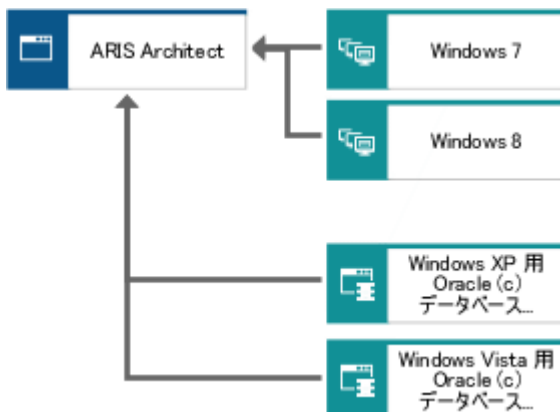 ARIS Architect
Windows 7
Windows 8
Windows XP 用
Oracle (c)
データベース...
Windows Vista 用
Oracle (c)
データベース...